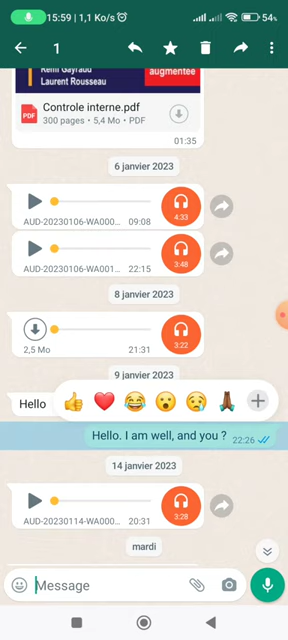 15:59 | 1,1 Ko/s
54%
1
Rémi Gayraud
Laurent Rousseau
augmentée
PDF
Controle interne.pdf
300 pages • 5,4 Mo • PDF
01:35
6 janvier 2023
4:33
AUD-20230106-WA000... 09:08
3:48
AUD-20230106-WA001... 22:15
8 janvier 2023
3:22
2,5 Mo 21:31
9 janvier 2023
Hello
Hello. I am well, and you ? 22:26
14 janvier 2023
3:28
AUD-20230114-WA000... 20:31
mardi
Message